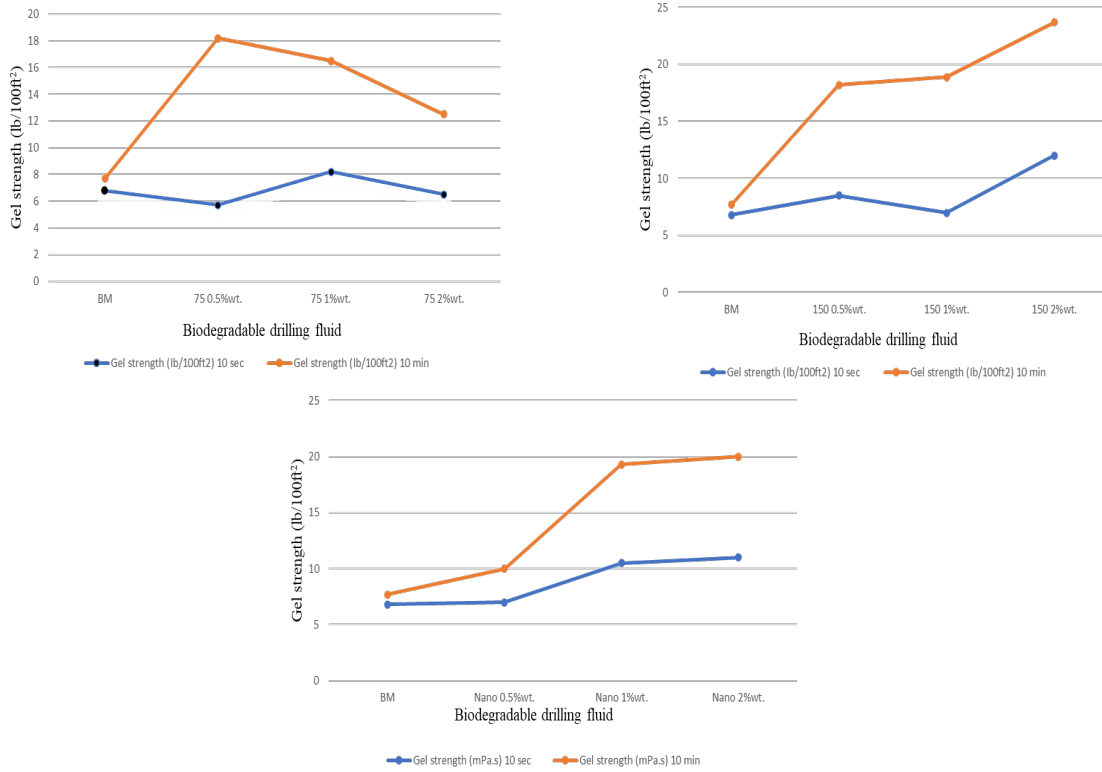 20
18
16
14
12
10
8
6
4
2
0
Gel strength (lb/100ft²)
BM 75 0.5%wt. 75 1%wt. 75 2%wt.
Biodegradable drilling fluid
Gel strength (lb/100ft2) 10 sec Gel strength (lb/100ft2) 10 min
25
20
15
10
5
0
Gel strength (lb/100ft²)
BM 150 0.5%wt. 150 1%wt. 150 2%wt.
Biodegradable drilling fluid
Gel strength (lb/100ft2) 10 sec Gel strength (lb/100ft2) 10 min
25
20
15
10
5
0
Gel strength (lb/100ft²)
BM Nano 0.5%wt. Nano 1%wt. Nano 2%wt.
Biodegradable drilling fluid
Gel strength (mPa.s) 10 sec Gel strength (mPa.s) 10 min